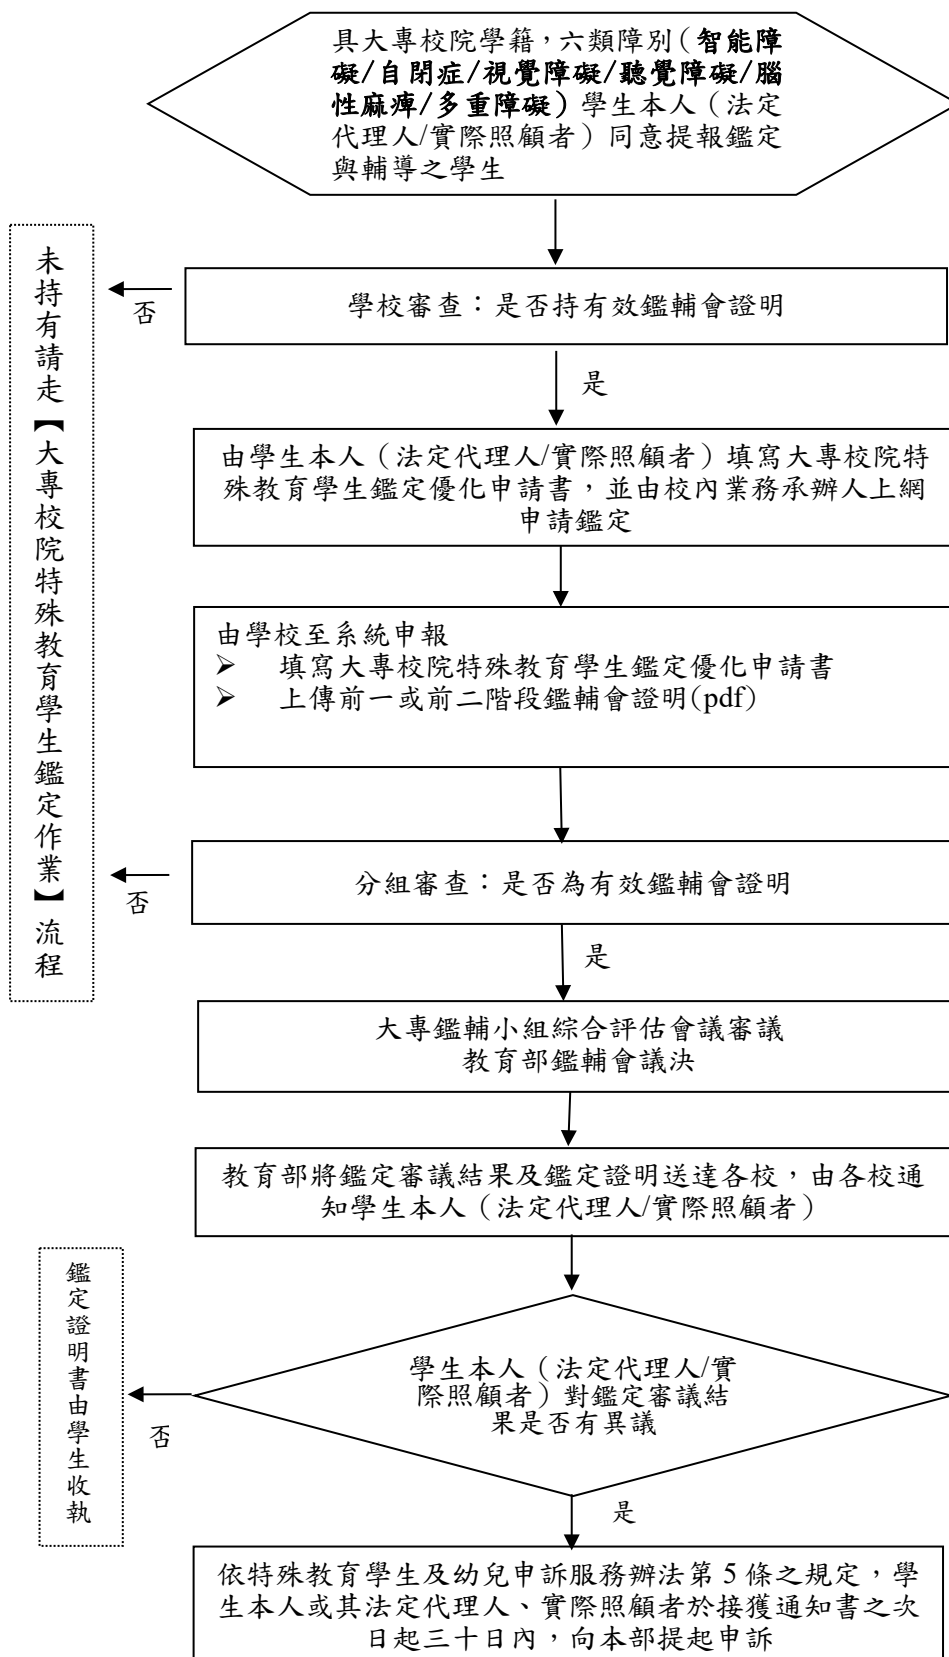 具大專校院學籍，六類障別（智能障
礙/自閉症/視覺障礙/聽覺障礙/腦
性麻痺/多重障礙）學生本人（法定
代理人/實際照顧者）同意提報鑑定
與輔導之學生
學校審查：是否持有效鑑輔會證明
否
未持有請走【大專校院特殊教育學生鑑定作業】流程
是
由學生本人（法定代理人/實際照顧者）填寫大專校院特
殊教育學生鑑定優化申請書，並由校內業務承辦人上網
申請鑑定
由學校至系統申報
➢ 填寫大專校院特殊教育學生鑑定優化申請書
➢ 上傳前一或前二階段鑑輔會證明(pdf)
分組審查：是否為有效鑑輔會證明
否
是
大專鑑輔小組綜合評估會議審議
教育部鑑輔會議決
教育部將鑑定審議結果及鑑定證明送達各校，由各校通
知學生本人（法定代理人/實際照顧者）
學生本人（法定代理人/實
際照顧者）對鑑定審議結
果是否有異議
否
鑑定證明書由學生收執
是
依特殊教育學生及幼兒申訴服務辦法第 5 條之規定，學
生本人或其法定代理人、實際照顧者於接獲通知書之次
日起三十日內，向本部提起申訴